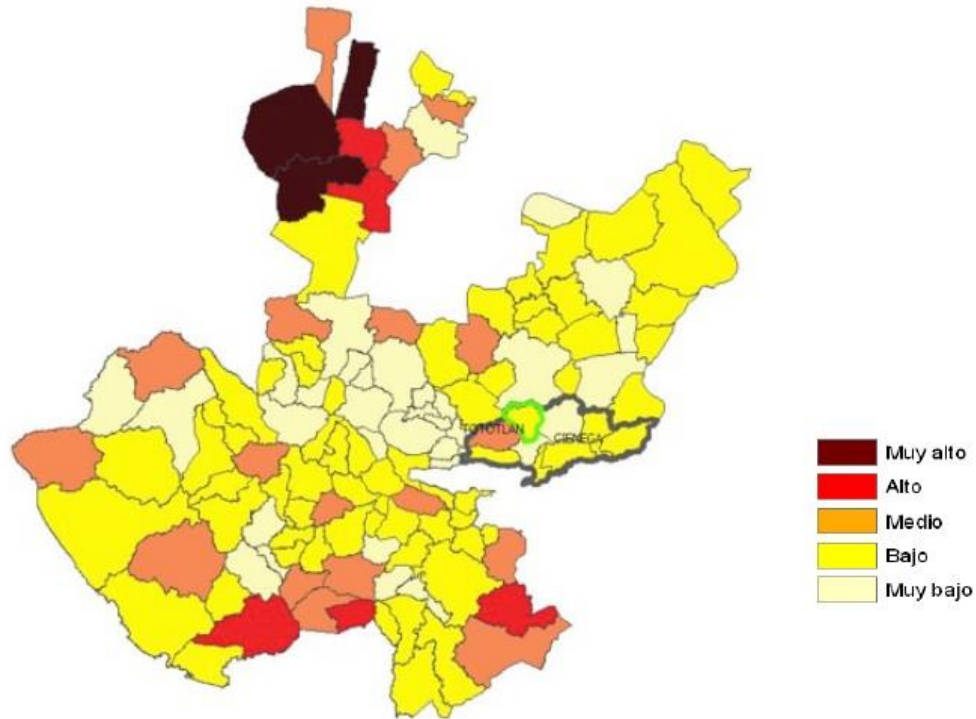 TOTOTLAN
CIENEGA
Muy alto
Alto
Medio
Bajo
Muy bajo